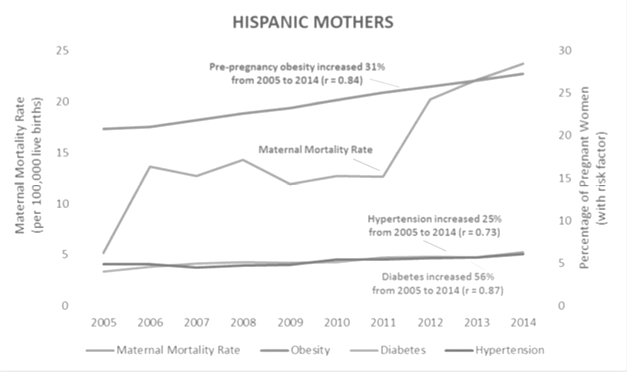 HISPANIC MOTHERS
Maternal Mortality Rate
(per 100,000 live births)
25
20
15
10
5
0
Pre-pregnancy obesity increased 31%
from 2005 to 2014 (r = 0.84)
Maternal Mortality Rate
Hypertension increased 25%
from 2005 to 2014 (r = 0.73)
Diabetes increased 56%
from 2005 to 2014 (r = 0.87)
30
25
20
15
10
5
0
Percentage of Pregnant Women
(with risk factor)
2005 2006 2007 2008 2009 2010 2011 2012 2013 2014
Maternal Mortality Rate Obesity Diabetes Hypertension